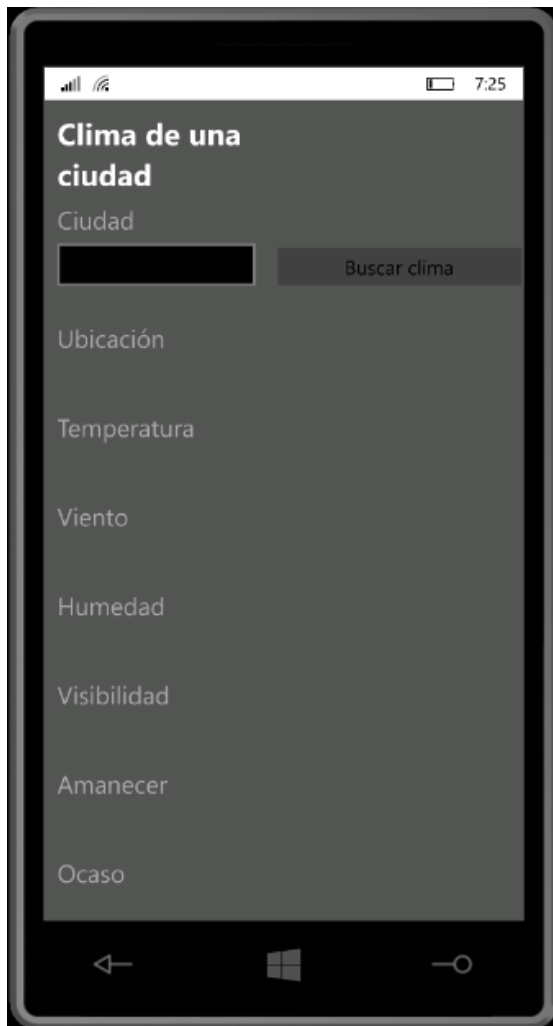 7:25
Clima de una
ciudad
Ciudad
Buscar clima
Ubicación
Temperatura
Viento
Humedad
Visibilidad
Amanecer
Ocaso